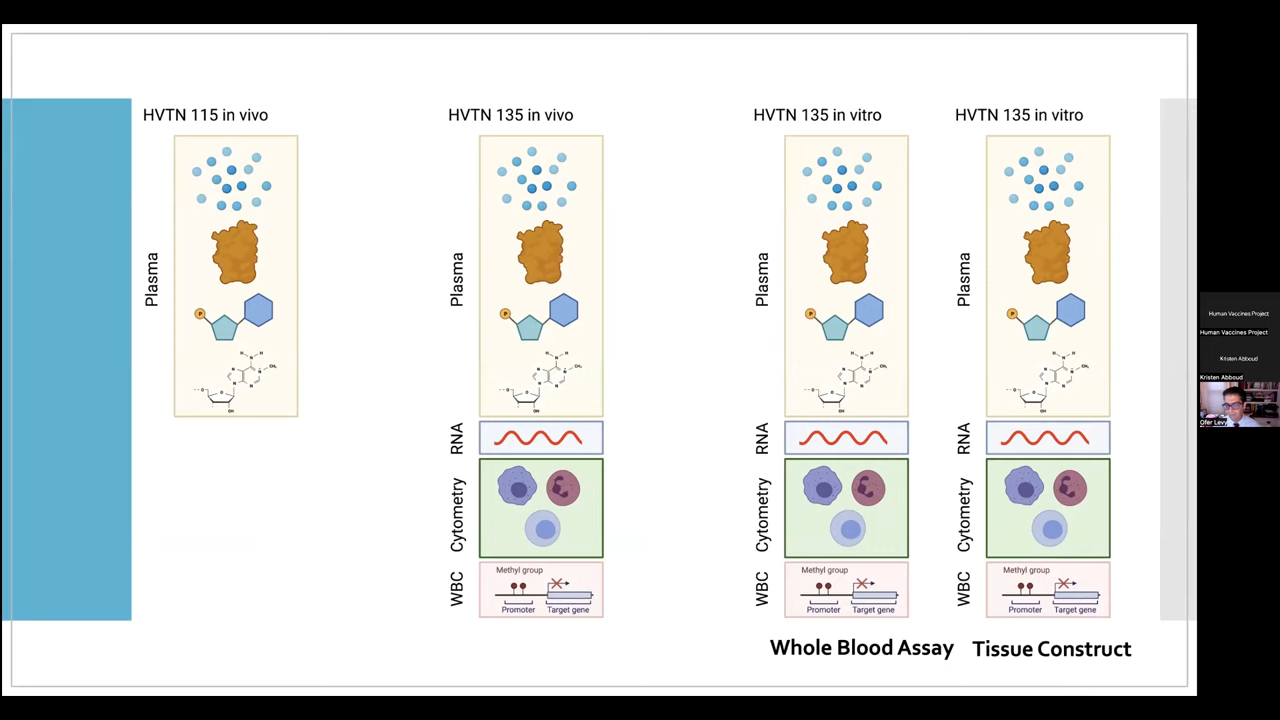 HVTN 115 in vivo
HVTN 135 in vivo
HVTN 135 in vitro
HVTN 135 in vitro
Plasma
Plasma
Plasma
Plasma
P
P
P
P
RNA
RNA
RNA
Cytometry
Cytometry
Cytometry
WBC
Methyl group
Promoter
Target gene
WBC
Methyl group
Promoter
Target gene
WBC
Methyl group
Promoter
Target gene
Whole Blood Assay
Tissue Construct
Human Vaccines Project
Human Vaccines Project
Kristen Abboud
Kristen Abboud
Ofer Levy